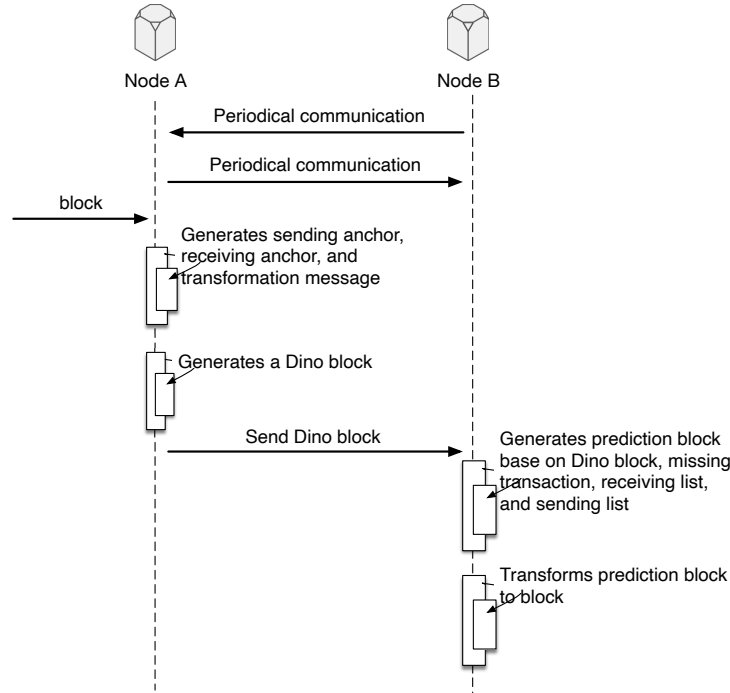 Node A
Node B
Periodical communication
Periodical communication
block
Generates sending anchor,
receiving anchor, and
transformation message
Generates a Dino block
Send Dino block
Generates prediction block
base on Dino block, missing
transaction, receiving list,
and sending list
Transforms prediction block
to block